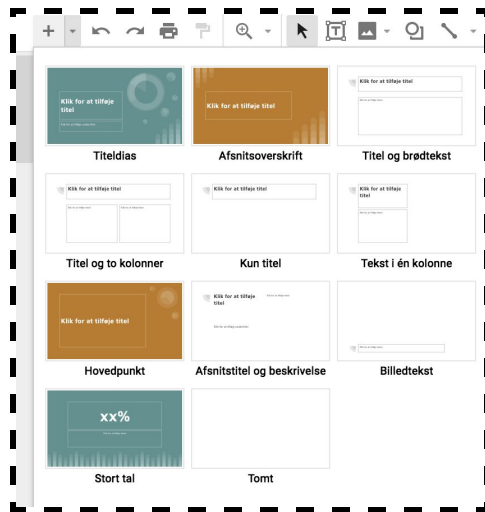 Klik for at tilføje
titel
Titeldias
Klik for at tilføje titel
Afsnitsoverskrift
Klik for at tilføje titel
Titel og brødtekst
Klik for at tilføje titel
Titel og to kolonner
Klik for at tilføje titel
Kun titel
Klik for at tilføje
titel
Tekst i én kolonne
Klik for at tilføje titel
Hovedpunkt
Klik for at tilføje
titel
Afsnitstitel og beskrivelse
Billedtekst
xx%
Stort tal
Tomt